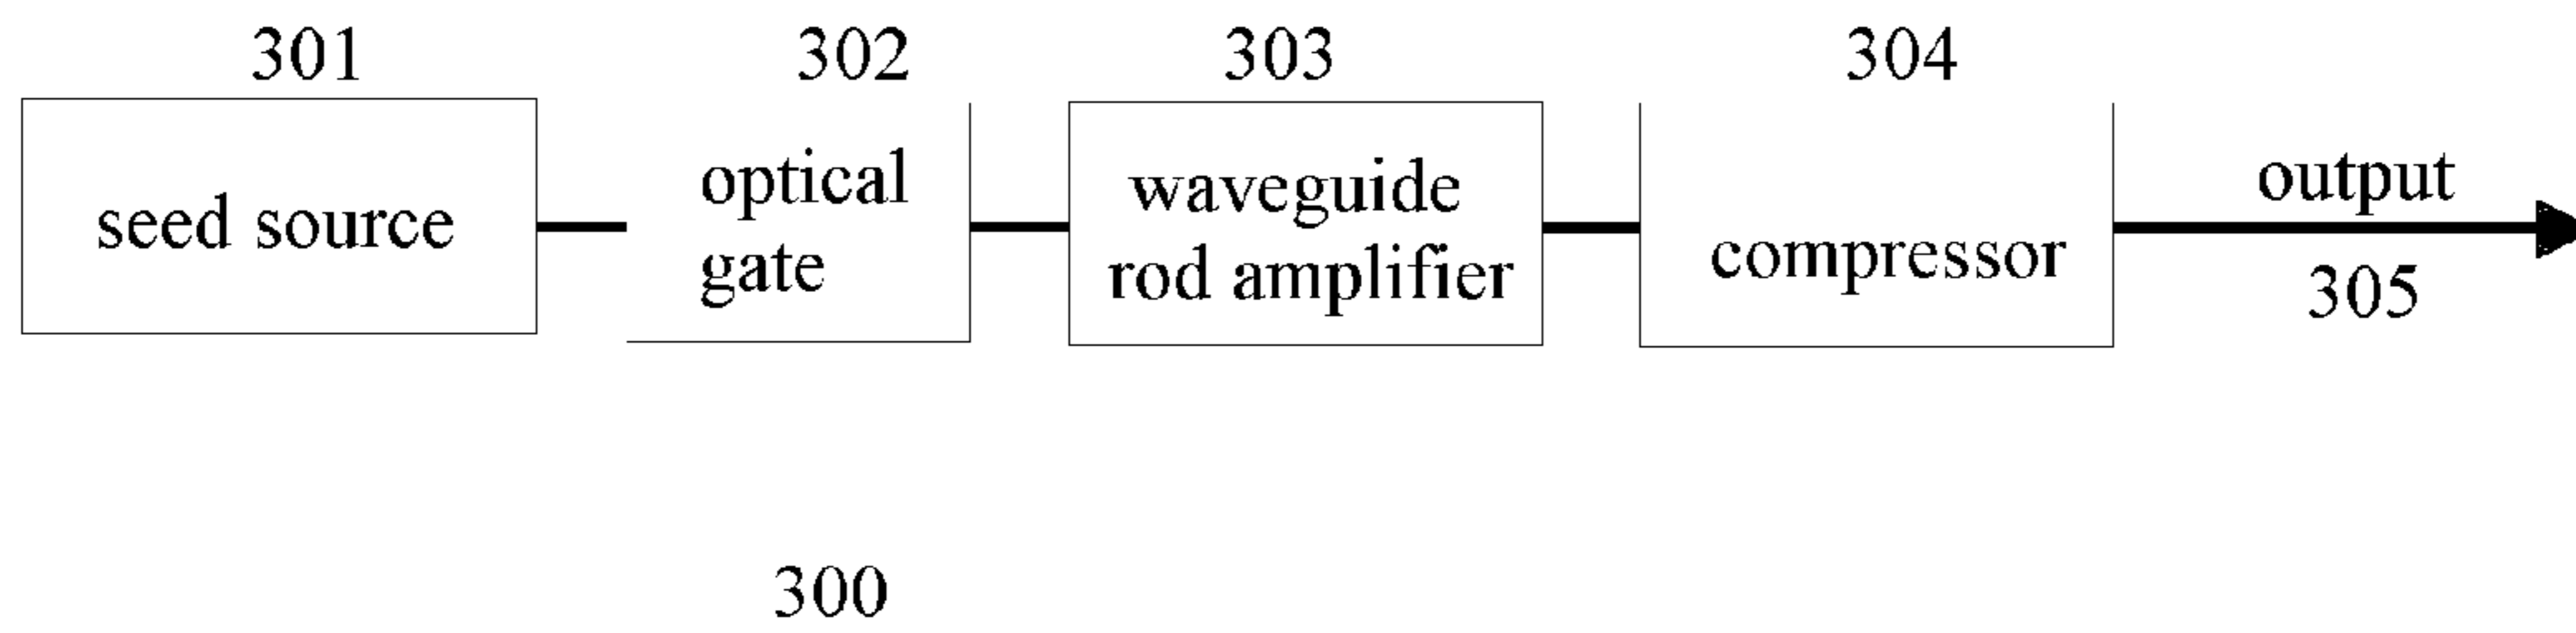 301
302
303
304
seed source
optical
gate
waveguide
rod amplifier
compressor
output
305
300